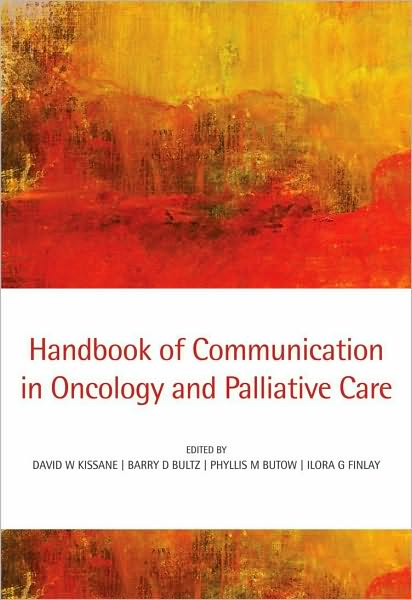 Handbook of Communication
in Oncology and Palliative Care
EDITED BY
DAVID W KISSANE | BARRY D BULTZ | PHYLLIS M BUTOW | ILORA G FINLAY